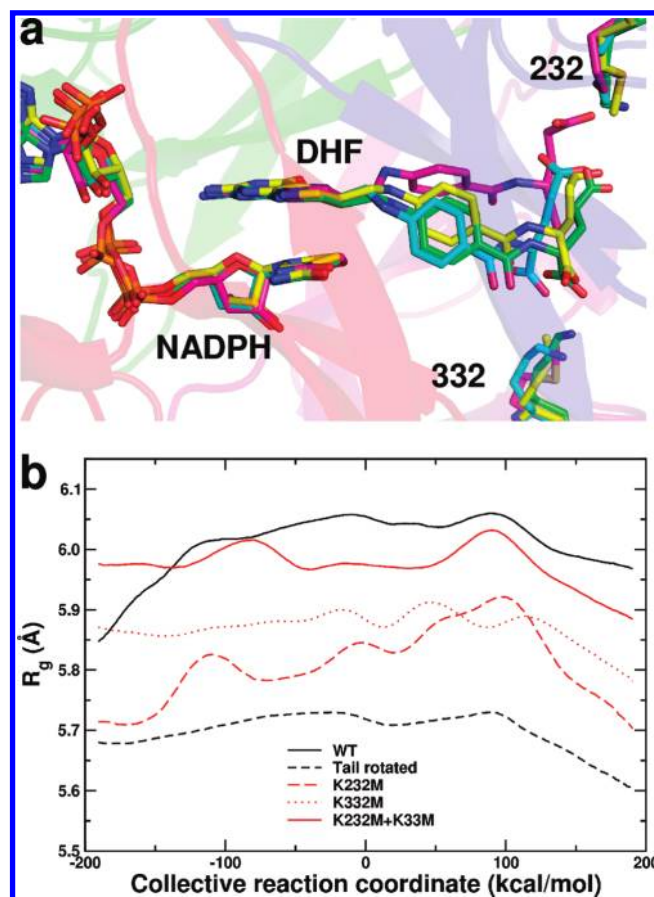 a
232
DHF
NADPH
332
b
6.1
6.0
5.9
5.8
5.7
5.6
5.5
R_g (Å)
WT
Tail rotated
K232M
K332M
K232M+K33M
-200 -100 0 100 200
Collective reaction coordinate (kcal/mol)